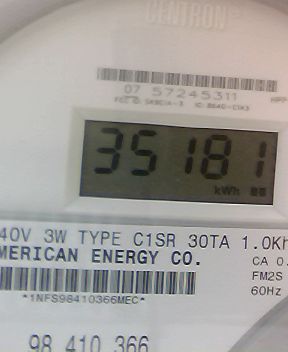 CENTRON®
07 57245311
35181
kWh
40V 3W TYPE C1SR 30TA 1.0Kh
MERICAN ENERGY CO.
CA 0.
FM2S
60Hz
*1NFS98410366MEC*
98 410 366